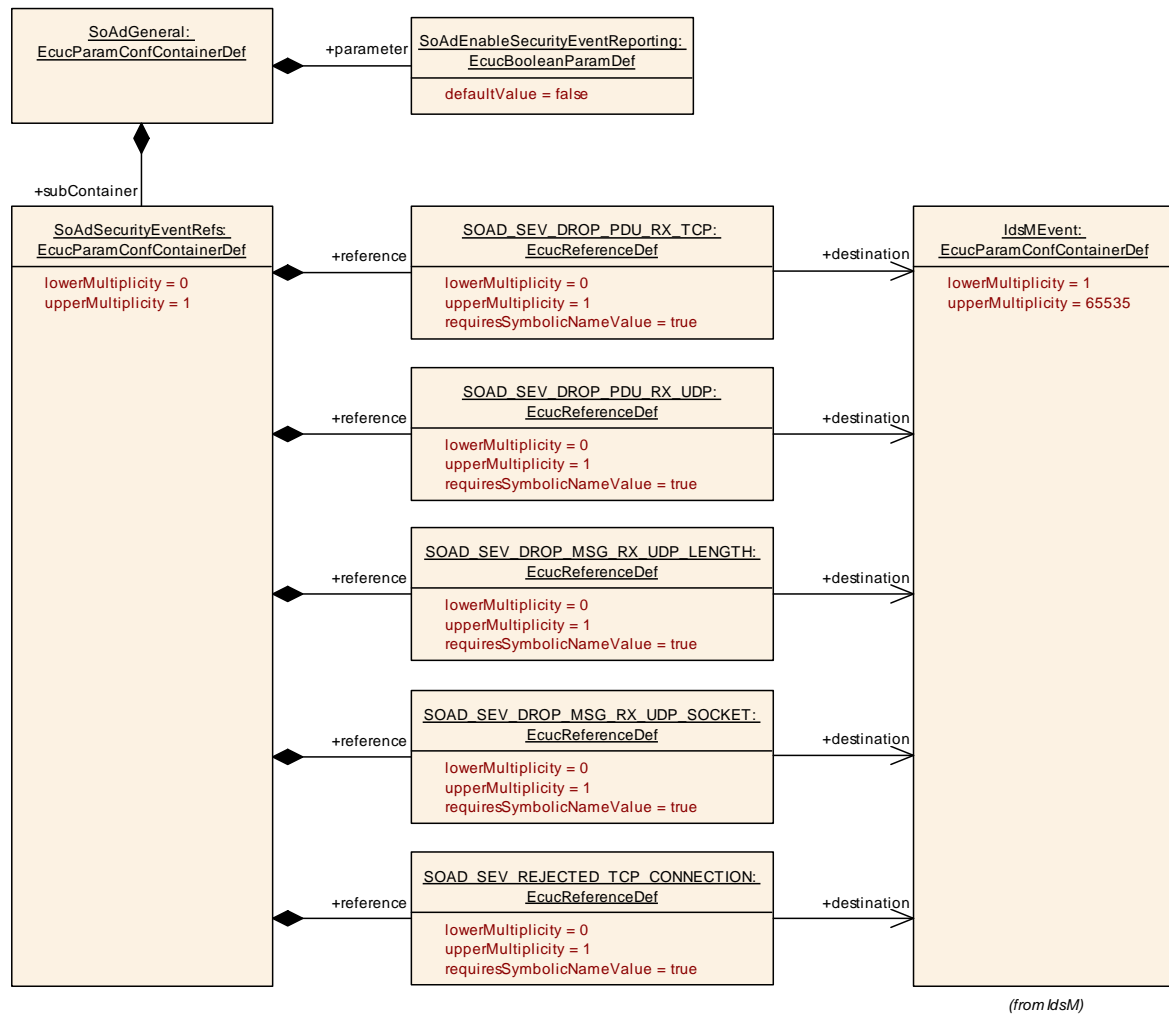 SoAdGeneral:
EcucParamConfContainerDef
+parameter
SoAdEnableSecurityEventReporting:
EcucBooleanParamDef
defaultValue = false
+subContainer
SoAdSecurityEventRefs:
EcucParamConfContainerDef
lowerMultiplicity = 0
upperMultiplicity = 1
+reference
SOAD_SEV_DROP_PDU_RX_TCP:
EcucReferenceDef
lowerMultiplicity = 0
upperMultiplicity = 1
requiresSymbolicNameValue = true
+destination
IdsMEvent:
EcucParamConfContainerDef
lowerMultiplicity = 1
upperMultiplicity = 65535
+reference
SOAD_SEV_DROP_PDU_RX_UDP:
EcucReferenceDef
lowerMultiplicity = 0
upperMultiplicity = 1
requiresSymbolicNameValue = true
+destination
+reference
SOAD_SEV_DROP_MSG_RX_UDP_LENGTH:
EcucReferenceDef
lowerMultiplicity = 0
upperMultiplicity = 1
requiresSymbolicNameValue = true
+destination
+reference
SOAD_SEV_DROP_MSG_RX_UDP_SOCKET:
EcucReferenceDef
lowerMultiplicity = 0
upperMultiplicity = 1
requiresSymbolicNameValue = true
+destination
+reference
SOAD_SEV_REJECTED_TCP_CONNECTION:
EcucReferenceDef
lowerMultiplicity = 0
upperMultiplicity = 1
requiresSymbolicNameValue = true
+destination
(from IdsM)